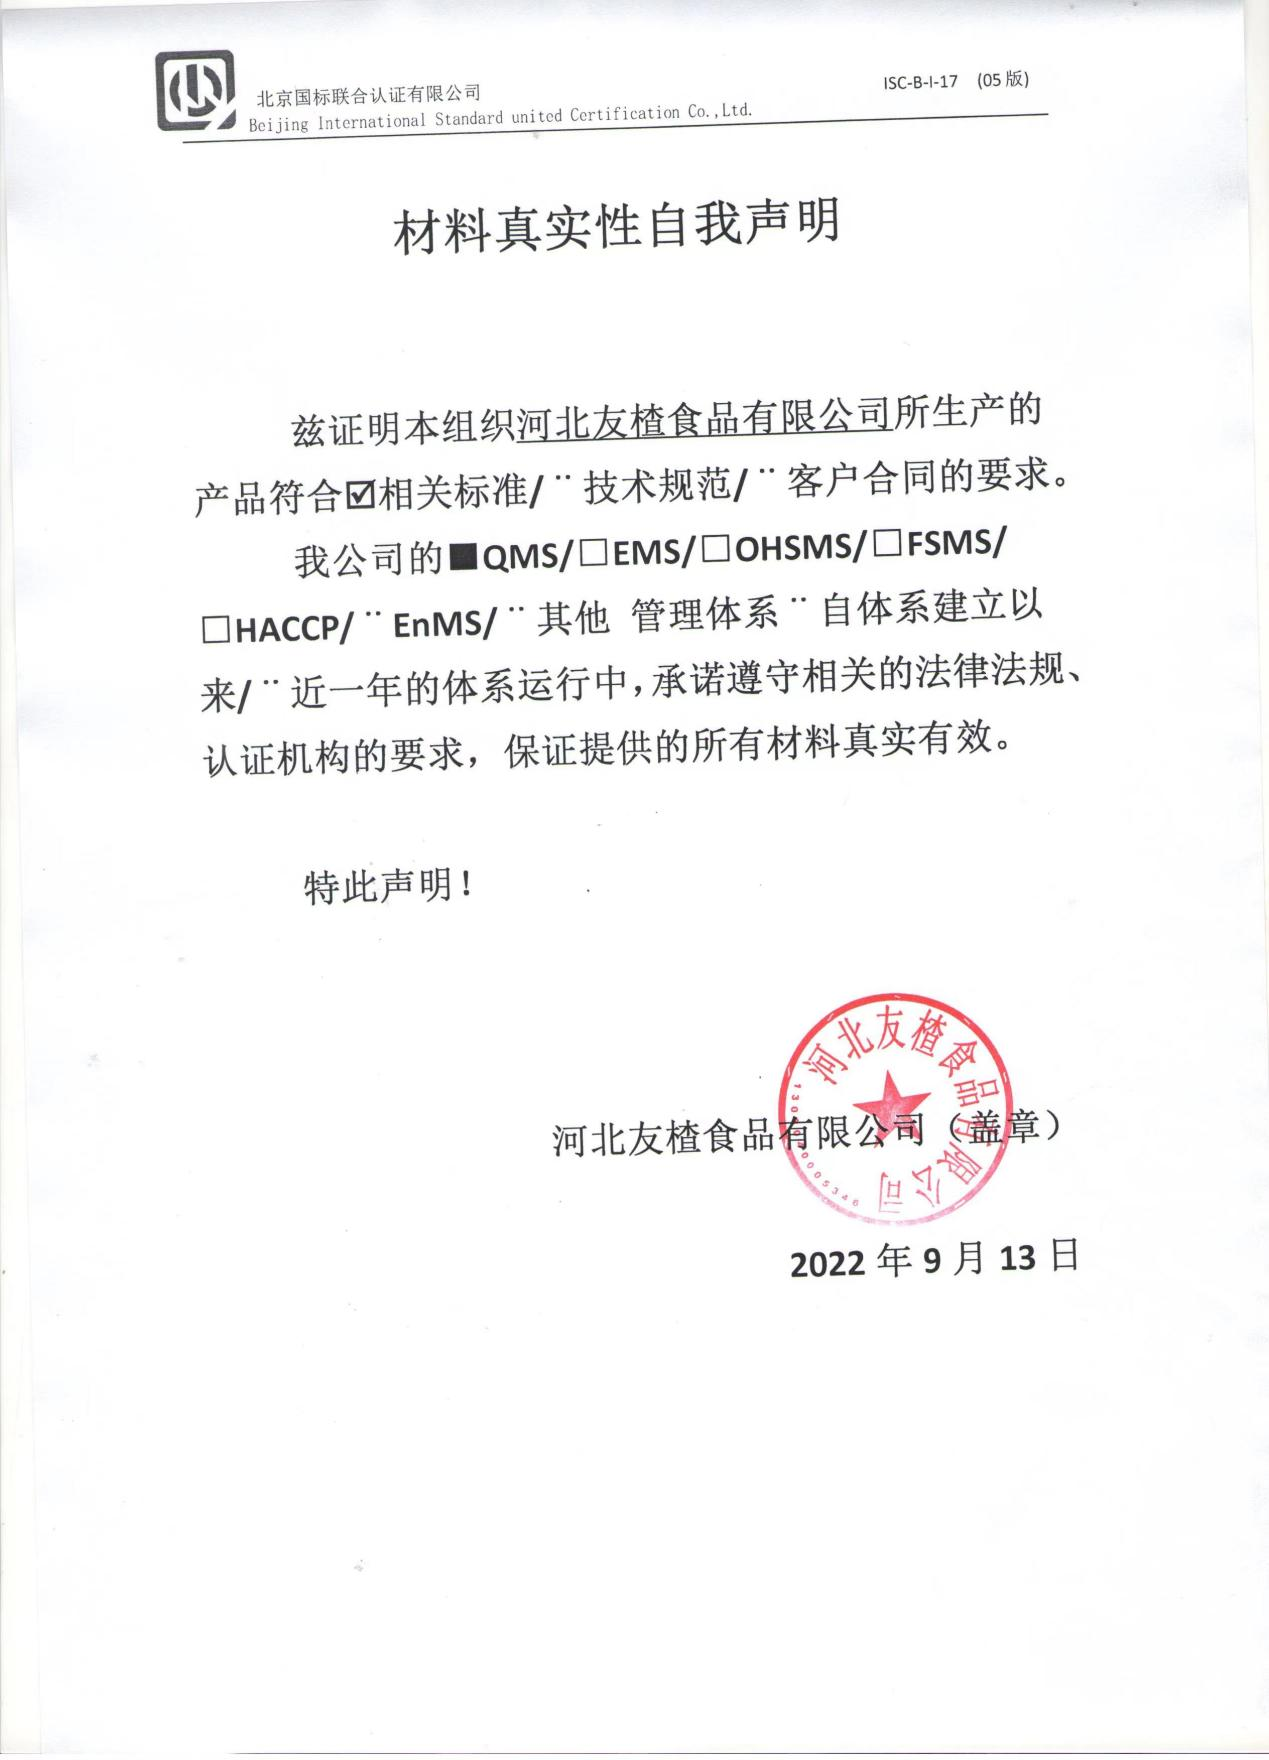 北京国标联合认证有限公司
Beijing International Standard united Certification Co.,Ltd.
ISC-B-I-17 (05 版)
材料真实性自我声明
兹证明本组织河北友楂食品有限公司所生产的
产品符合☑相关标准/¨技术规范/¨客户合同的要求。
我公司的■QMS/□EMS/□OHSMS/□FSMS/
□HACCP/¨EnMS/¨其他 管理体系¨自体系建立以
来/¨近一年的体系运行中,承诺遵守相关的法律法规、
认证机构的要求，保证提供的所有材料真实有效。
特此声明！
河北友楂食品有限公司
河北友楂食品有限公司（盖章）
2022 年 9 月 13 日